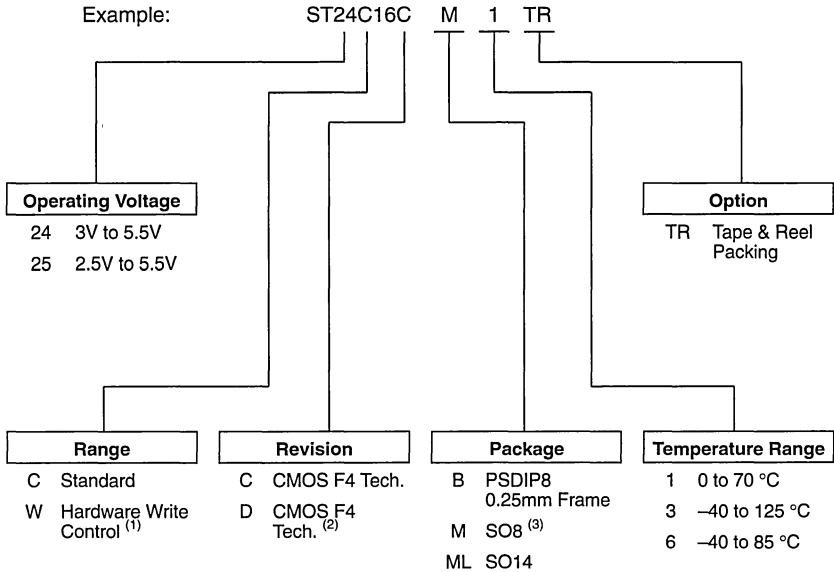 Example: ST24C16C M 1 TR
Operating Voltage
24 3V to 5.5V
25 2.5V to 5.5V
Option
TR Tape & Reel
Packing
Range
C Standard
W Hardware Write
Control (1)
Revision
C CMOS F4 Tech.
D CMOS F4
Tech. (2)
Package
B PSDIP8
0.25mm Frame
M SO8 (3)
ML SO14
Temperature Range
1 0 to 70 °C
3 –40 to 125 °C
6 –40 to 85 °C